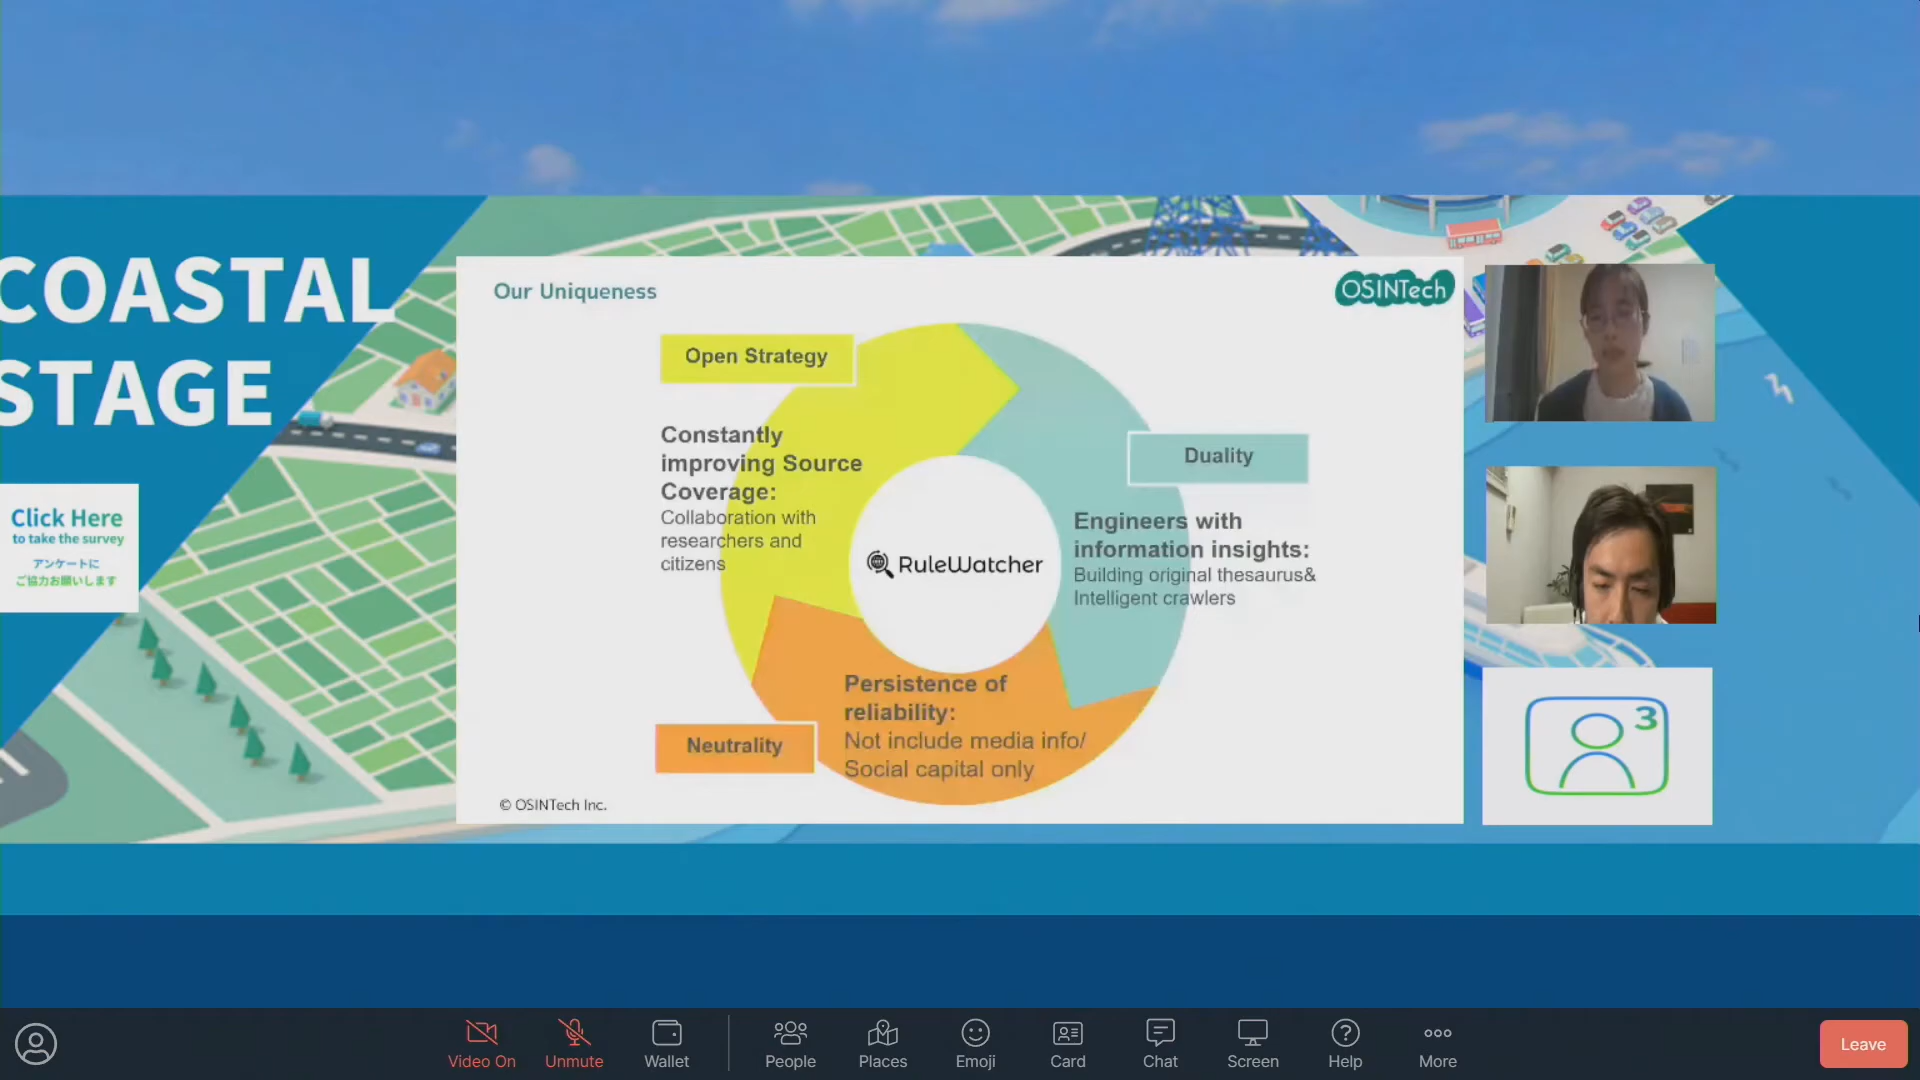 COASTAL
STAGE
Click Here
to take the survey
アンケートに
ご協力お願いします
Our Uniqueness
OSINTech
Open Strategy
Constantly
improving Source
Coverage:
Collaboration with
researchers and
citizens
Duality
Engineers with
information insights:
Building original thesaurus&
Intelligent crawlers
RuleWatcher
Persistence of
reliability:
Not include media info/
Social capital only
Neutrality
© OSINTech Inc.
3
Video On
Unmute
Wallet
People
Places
Emoji
Card
Chat
Screen
Help
More
Leave